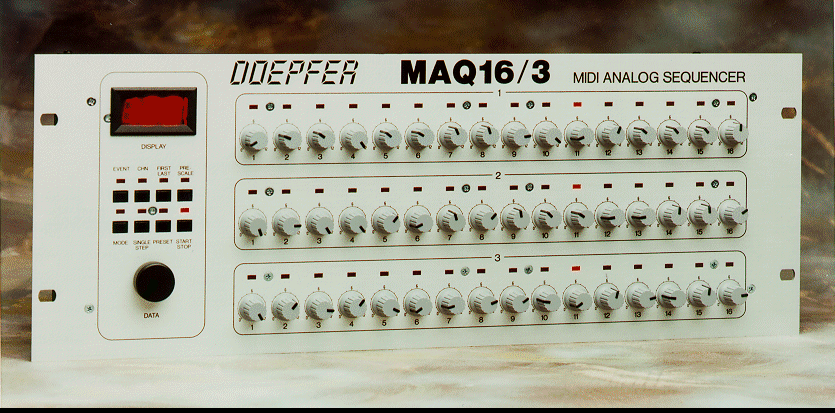 DOEPFER MAQ16/3 MIDI ANALOG SEQUENCER
1
1 2 3 4 5 6 7 8 9 10 11 12 13 14 15 16
DISPLAY
EVENT CHN FIRST LAST PRE SCALE
2
1 2 3 4 5 6 7 8 9 10 11 12 13 14 15 16
MODE SINGLE STEP PRESET START STOP
3
1 2 3 4 5 6 7 8 9 10 11 12 13 14 15 16
DATA